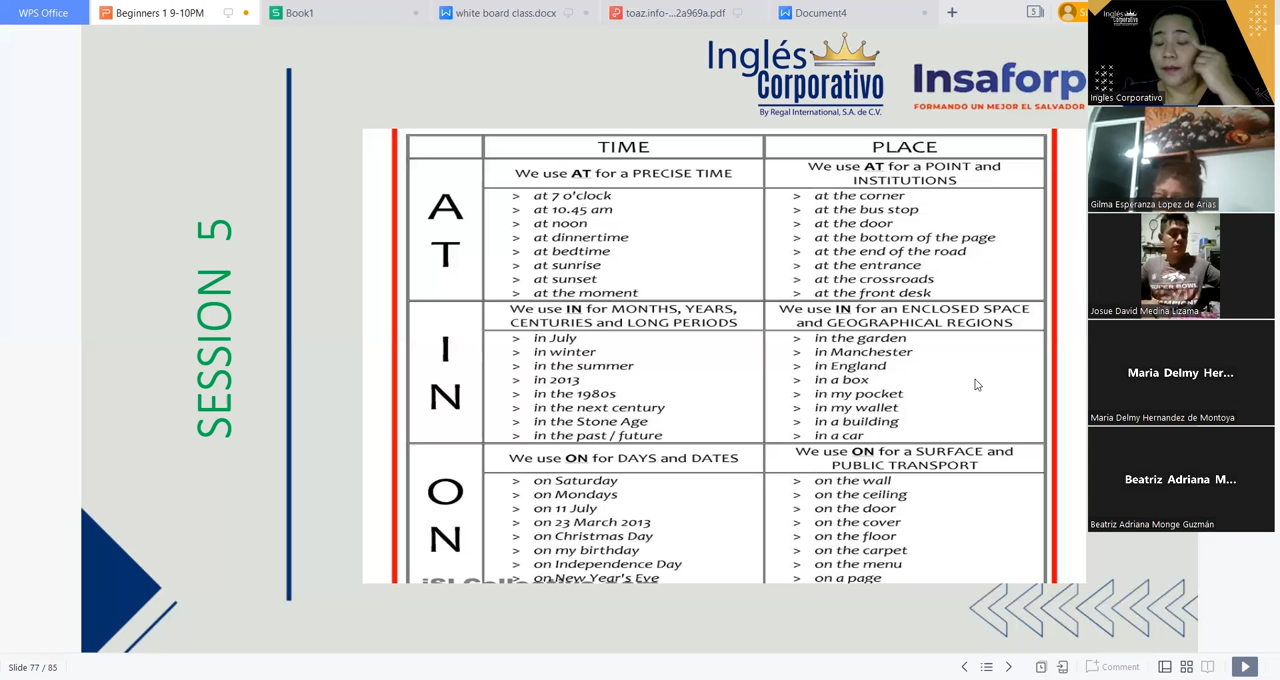 WPS Office
Beginners 1 9-10PM
Book1
white board class.docx
toaz.info-...2a969a.pdf
Document4
5
Inglés
Corporativo
By Regal International, S.A. de C.V.
Insaforp
FORMANDO UN MEJOR EL SALVADOR
SESSION 5
TIME
PLACE
AT
We use AT for a PRECISE TIME
> at 7 o'clock
> at 10.45 am
> at noon
> at dinnertime
> at bedtime
> at sunrise
> at sunset
> at the moment
We use AT for a POINT and
INSTITUTIONS
> at the corner
> at the bus stop
> at the door
> at the bottom of the page
> at the end of the road
> at the entrance
> at the crossroads
> at the front desk
IN
We use IN for MONTHS, YEARS,
CENTURIES and LONG PERIODS
> in July
> in winter
> in the summer
> in 2013
> in the 1980s
> in the next century
> in the Stone Age
> in the past / future
We use IN for an ENCLOSED SPACE
and GEOGRAPHICAL REGIONS
> in the garden
> in Manchester
> in England
> in a box
> in my pocket
> in my wallet
> in a building
> in a car
ON
We use ON for DAYS and DATES
> on Saturday
> on Mondays
> on 11 July
> on 23 March 2013
> on Christmas Day
> on my birthday
> on Independence Day
> on New Year's Eve
We use ON for a SURFACE and
PUBLIC TRANSPORT
> on the wall
> on the ceiling
> on the door
> on the cover
> on the floor
> on the carpet
> on the menu
> on a page
Inglés
Corporativo
Ingles Corporativo
Gilma Esperanza Lopez de Arias
SUPER BOWL
Josue David Medina Lizama
Maria Delmy Her...
Maria Delmy Hernandez de Montoya
Beatriz Adriana M...
Beatriz Adriana Monge Guzmán
Slide 77 / 85
Comment